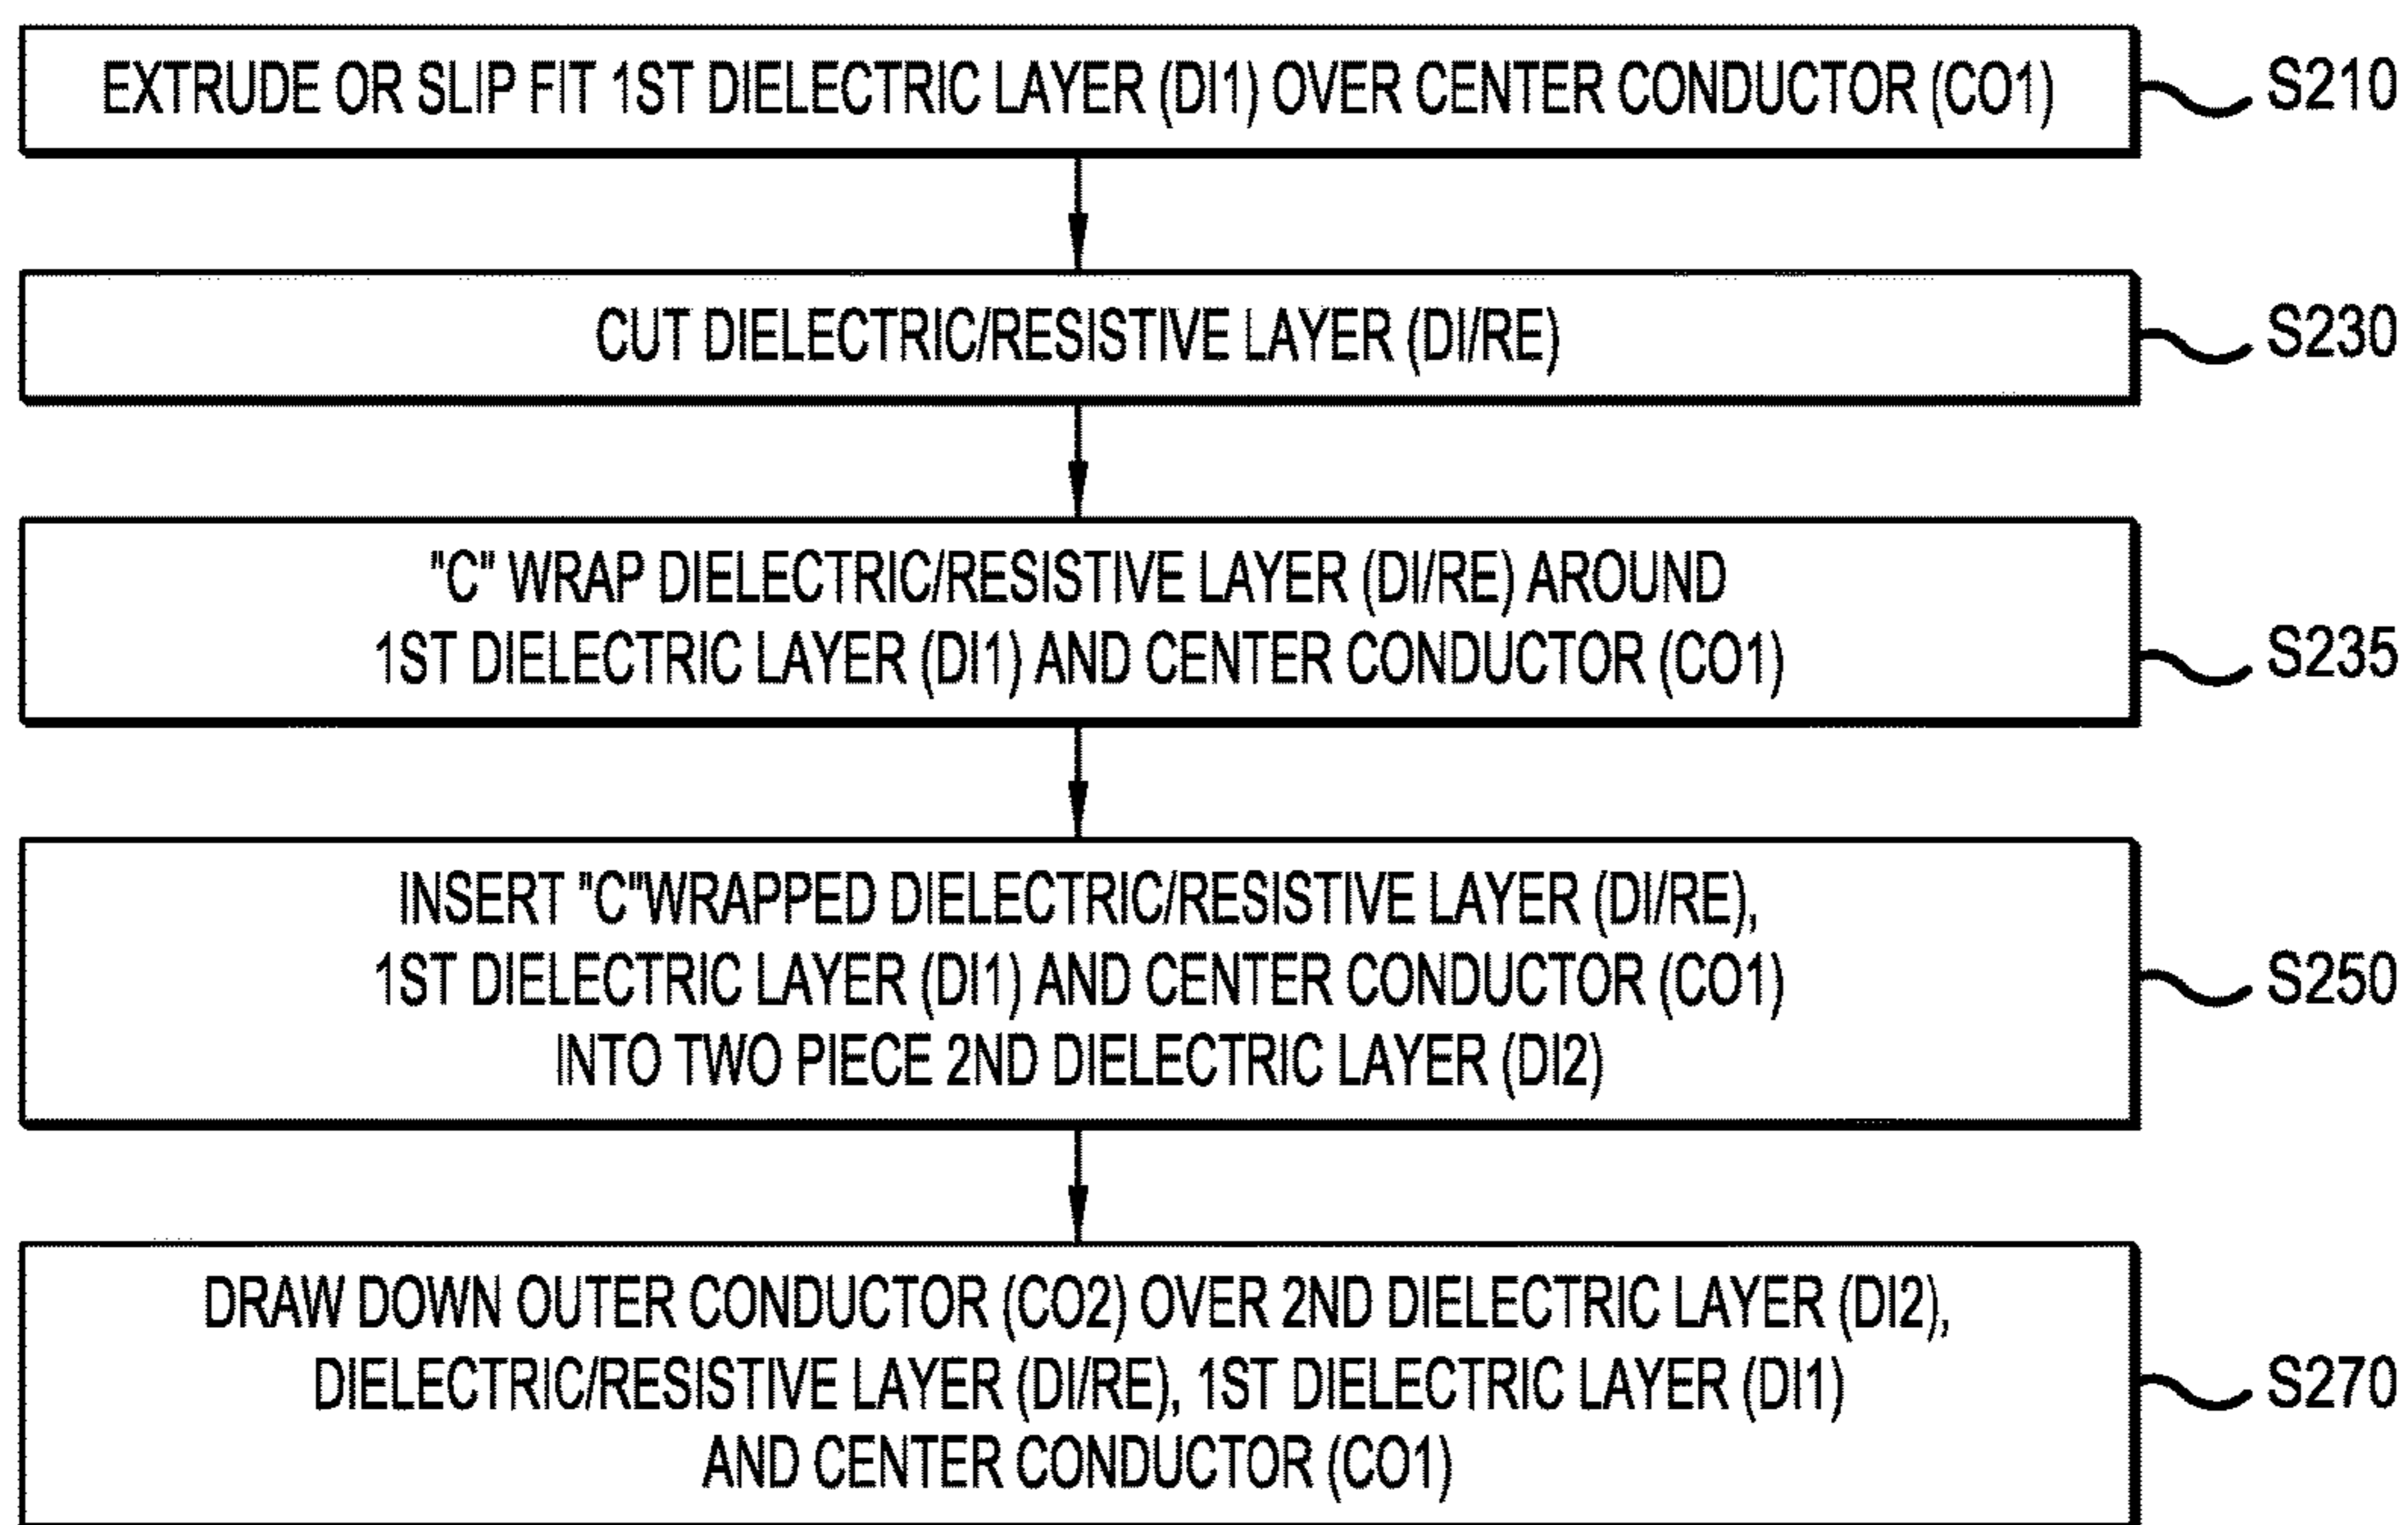 EXTRUDE OR SLIP FIT 1ST DIELECTRIC LAYER (DI1) OVER CENTER CONDUCTOR (CO1)
S210
CUT DIELECTRIC/RESISTIVE LAYER (DI/RE)
S230
"C" WRAP DIELECTRIC/RESISTIVE LAYER (DI/RE) AROUND
1ST DIELECTRIC LAYER (DI1) AND CENTER CONDUCTOR (CO1)
S235
INSERT "C"WRAPPED DIELECTRIC/RESISTIVE LAYER (DI/RE),
1ST DIELECTRIC LAYER (DI1) AND CENTER CONDUCTOR (CO1)
INTO TWO PIECE 2ND DIELECTRIC LAYER (DI2)
S250
DRAW DOWN OUTER CONDUCTOR (CO2) OVER 2ND DIELECTRIC LAYER (DI2),
DIELECTRIC/RESISTIVE LAYER (DI/RE), 1ST DIELECTRIC LAYER (DI1)
AND CENTER CONDUCTOR (CO1)
S270